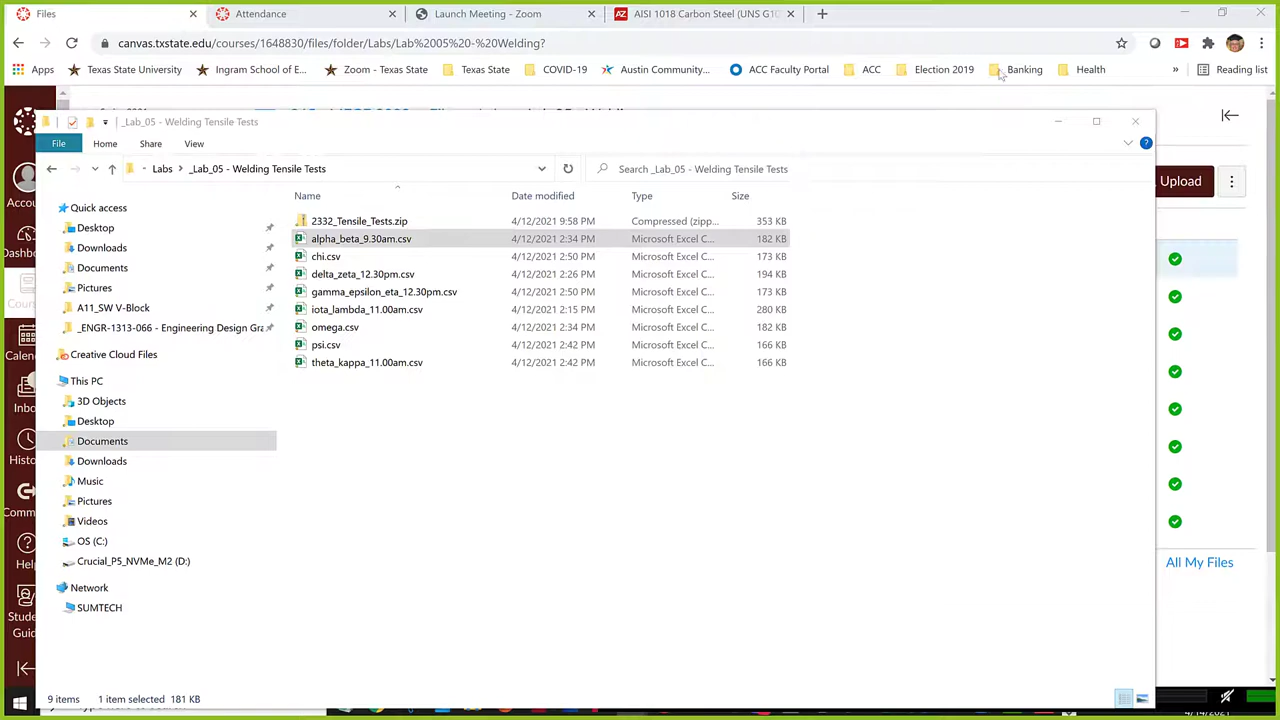 Files
Attendance
Launch Meeting - Zoom
AISI 1018 Carbon Steel (UNS G10
canvas.txstate.edu/courses/1648830/files/folder/Labs/Lab%2005%20-%20Welding?
Apps
Texas State University
Ingram School of E...
Zoom - Texas State
Texas State
COVID-19
Austin Community...
ACC Faculty Portal
ACC
Election 2019
Banking
Health
»
Reading list
_Lab_05 - Welding Tensile Tests
File
Home
Share
View
Labs > _Lab_05 - Welding Tensile Tests
Search _Lab_05 - Welding Tensile Tests
Upload
Name
Date modified
Type
Size
2332_Tensile_Tests.zip 4/12/2021 9:58 PM Compressed (zipp... 353 KB
alpha_beta_9.30am.csv 4/12/2021 2:34 PM Microsoft Excel C... 182 KB
chi.csv 4/12/2021 2:50 PM Microsoft Excel C... 173 KB
delta_zeta_12.30pm.csv 4/12/2021 2:26 PM Microsoft Excel C... 194 KB
gamma_epsilon_eta_12.30pm.csv 4/12/2021 2:50 PM Microsoft Excel C... 173 KB
iota_lambda_11.00am.csv 4/12/2021 2:15 PM Microsoft Excel C... 280 KB
omega.csv 4/12/2021 2:34 PM Microsoft Excel C... 182 KB
psi.csv 4/12/2021 2:42 PM Microsoft Excel C... 166 KB
theta_kappa_11.00am.csv 4/12/2021 2:42 PM Microsoft Excel C... 166 KB
Quick access
Desktop
Downloads
Documents
Pictures
A11_SW V-Block
_ENGR-1313-066 - Engineering Design Gra
Creative Cloud Files
This PC
3D Objects
Desktop
Documents
Downloads
Music
Pictures
Videos
OS (C:)
Crucial_P5_NVMe_M2 (D:)
Network
SUMTECH
Accou
Dashb
Cours
Calen
Inbo
Histo
Comm
Help
Stude
Guid
All My Files
9 items
1 item selected 181 KB